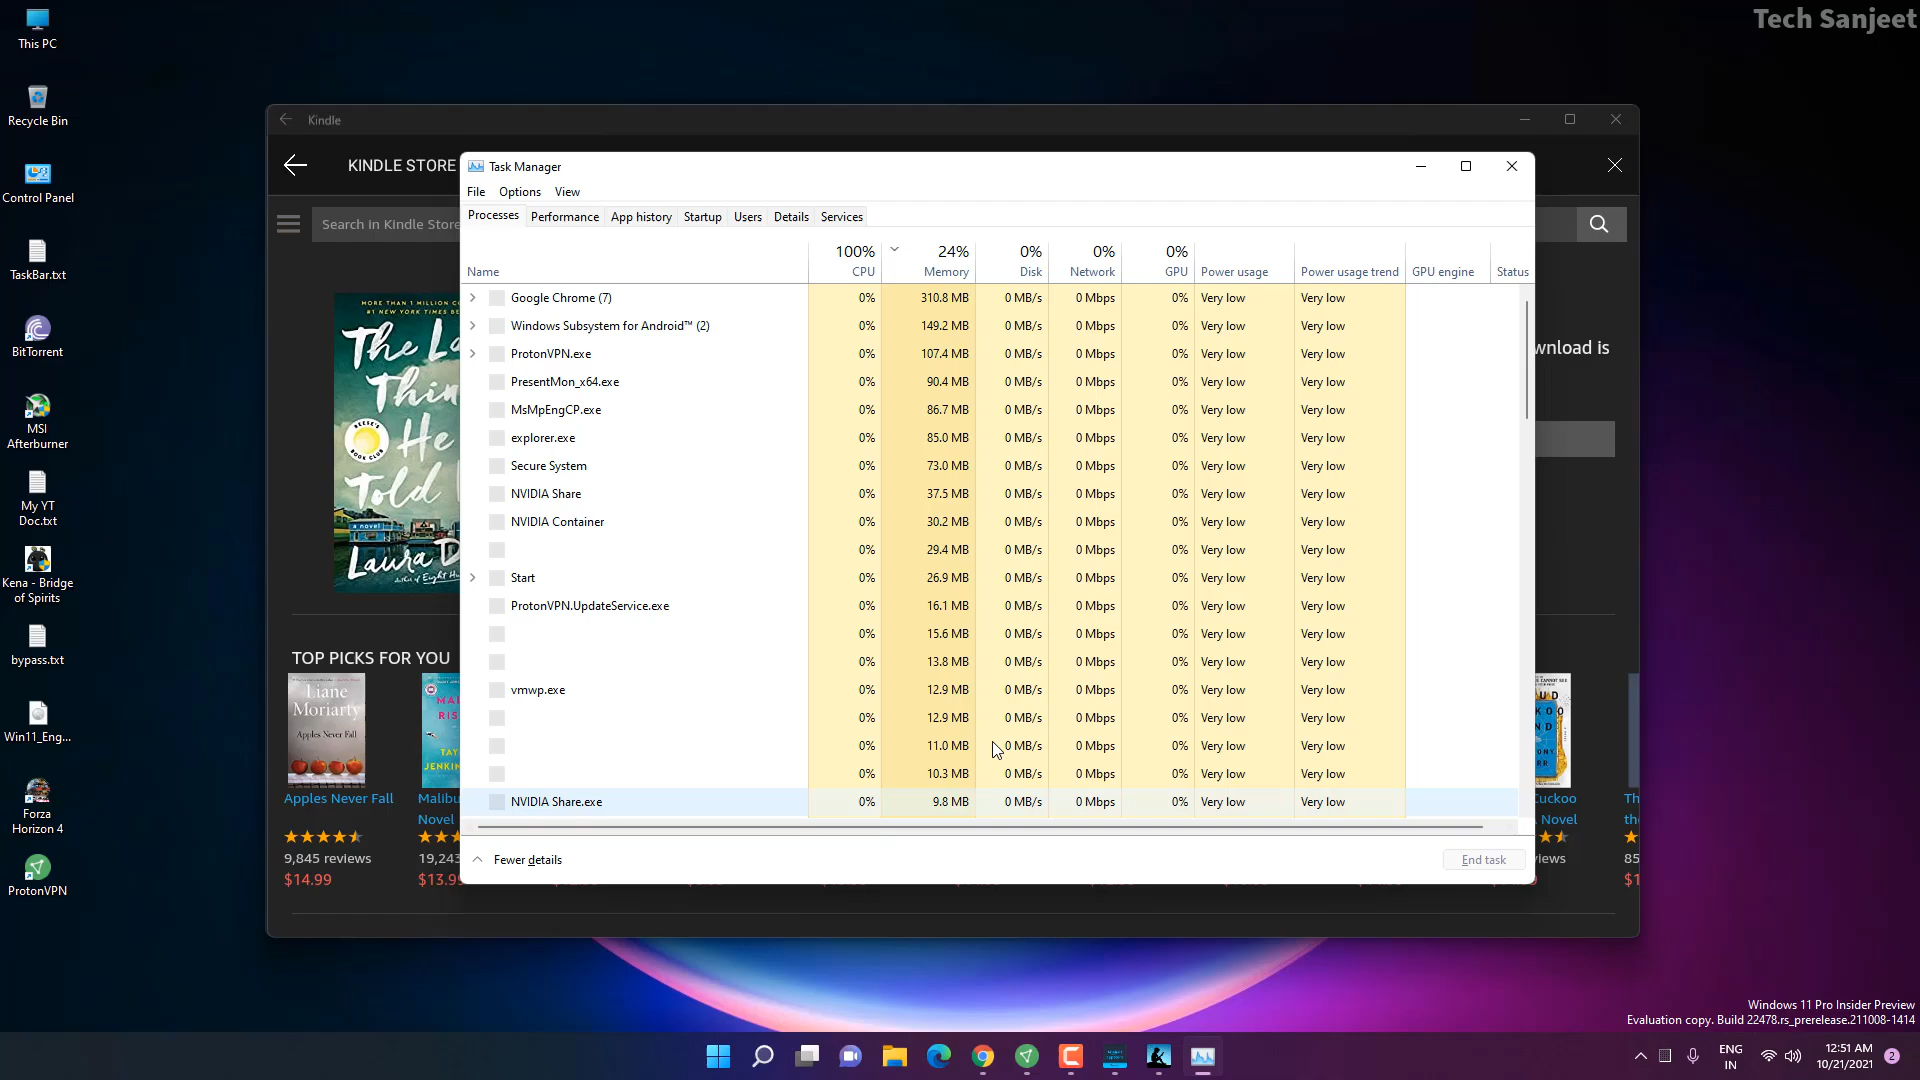 Tech Sanjeet
This PC
Recycle Bin
Control Panel
TaskBar.txt
BitTorrent
MSI
Afterburner
My YT
Doc.txt
Kena - Bridge
of Spirits
bypass.txt
Win11_Eng...
Forza
Horizon 4
ProtonVPN
Kindle
KINDLE STORE
Search in Kindle Store
MORE THAN 1 MILLION
#1 NEW YORK TIMES
The
Thin
He
Told
REESE'S
BOOK CLUB
a novel
Laura
wnload is
TOP PICKS FOR YOU
Liane
Moriarty
Apples Never Fall
Apples Never Fall
9,845 reviews
$14.99
Malibu
Novel
19,243
$13.99
Cuckoo
Novel
iews
Th
the
85
$1
Task Manager
File Options View
Processes Performance App history Startup Users Details Services
100% 24% 0% 0% 0%
Name CPU Memory Disk Network GPU Power usage Power usage trend GPU engine Status
Google Chrome (7) 0% 310.8 MB 0 MB/s 0 Mbps 0% Very low Very low
Windows Subsystem for Android™ (2) 0% 149.2 MB 0 MB/s 0 Mbps 0% Very low Very low
ProtonVPN.exe 0% 107.4 MB 0 MB/s 0 Mbps 0% Very low Very low
PresentMon_x64.exe 0% 90.4 MB 0 MB/s 0 Mbps 0% Very low Very low
MsMpEngCP.exe 0% 86.7 MB 0 MB/s 0 Mbps 0% Very low Very low
explorer.exe 0% 85.0 MB 0 MB/s 0 Mbps 0% Very low Very low
Secure System 0% 73.0 MB 0 MB/s 0 Mbps 0% Very low Very low
NVIDIA Share 0% 37.5 MB 0 MB/s 0 Mbps 0% Very low Very low
NVIDIA Container 0% 30.2 MB 0 MB/s 0 Mbps 0% Very low Very low
0% 29.4 MB 0 MB/s 0 Mbps 0% Very low Very low
Start 0% 26.9 MB 0 MB/s 0 Mbps 0% Very low Very low
ProtonVPN.UpdateService.exe 0% 16.1 MB 0 MB/s 0 Mbps 0% Very low Very low
0% 15.6 MB 0 MB/s 0 Mbps 0% Very low Very low
0% 13.8 MB 0 MB/s 0 Mbps 0% Very low Very low
vmwp.exe 0% 12.9 MB 0 MB/s 0 Mbps 0% Very low Very low
0% 12.9 MB 0 MB/s 0 Mbps 0% Very low Very low
0% 11.0 MB 0 MB/s 0 Mbps 0% Very low Very low
0% 10.3 MB 0 MB/s 0 Mbps 0% Very low Very low
NVIDIA Share.exe 0% 9.8 MB 0 MB/s 0 Mbps 0% Very low Very low
Fewer details End task
Windows 11 Pro Insider Preview
Evaluation copy. Build 22478.rs_prerelease.211008-1414
ENG
IN
12:51 AM
10/21/2021
2